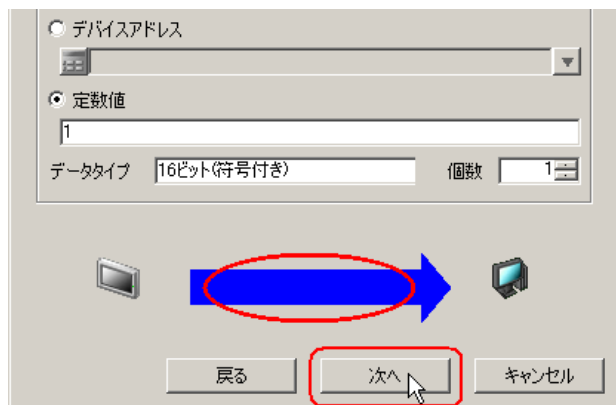 デバイスアドレス
定数値
1
データタイプ 16ビット(符号付き) 個数 1
戻る 次へ キャンセル